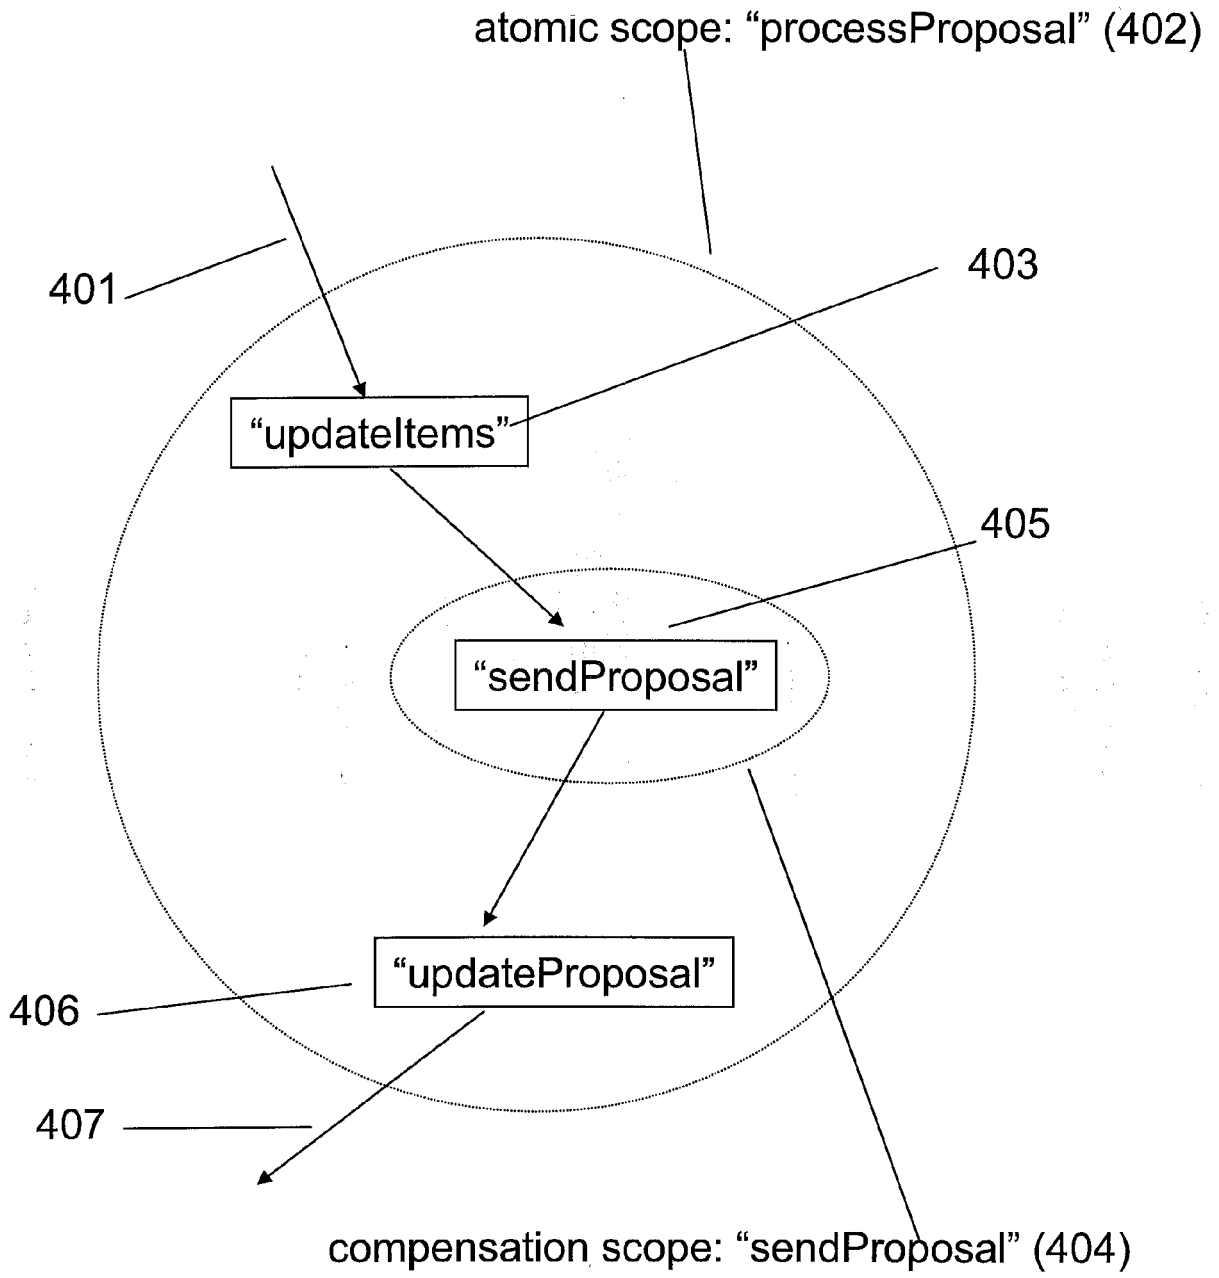 atomic scope: “processProposal” (402)
401
403
“updateItems”
405
“sendProposal”
“updateProposal”
406
407
compensation scope: “sendProposal” (404)